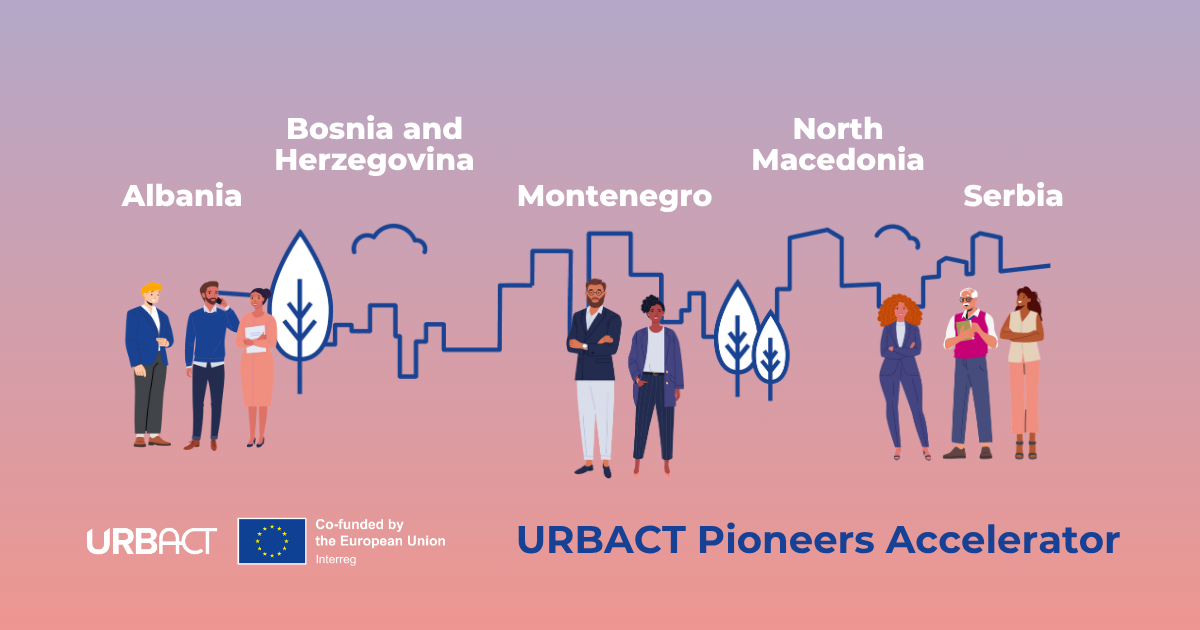 Bosnia and
Herzegovina
North
Macedonia
Albania
Montenegro
Serbia
URBACT
Co-funded by
the European Union
Interreg
URBACT Pioneers Accelerator